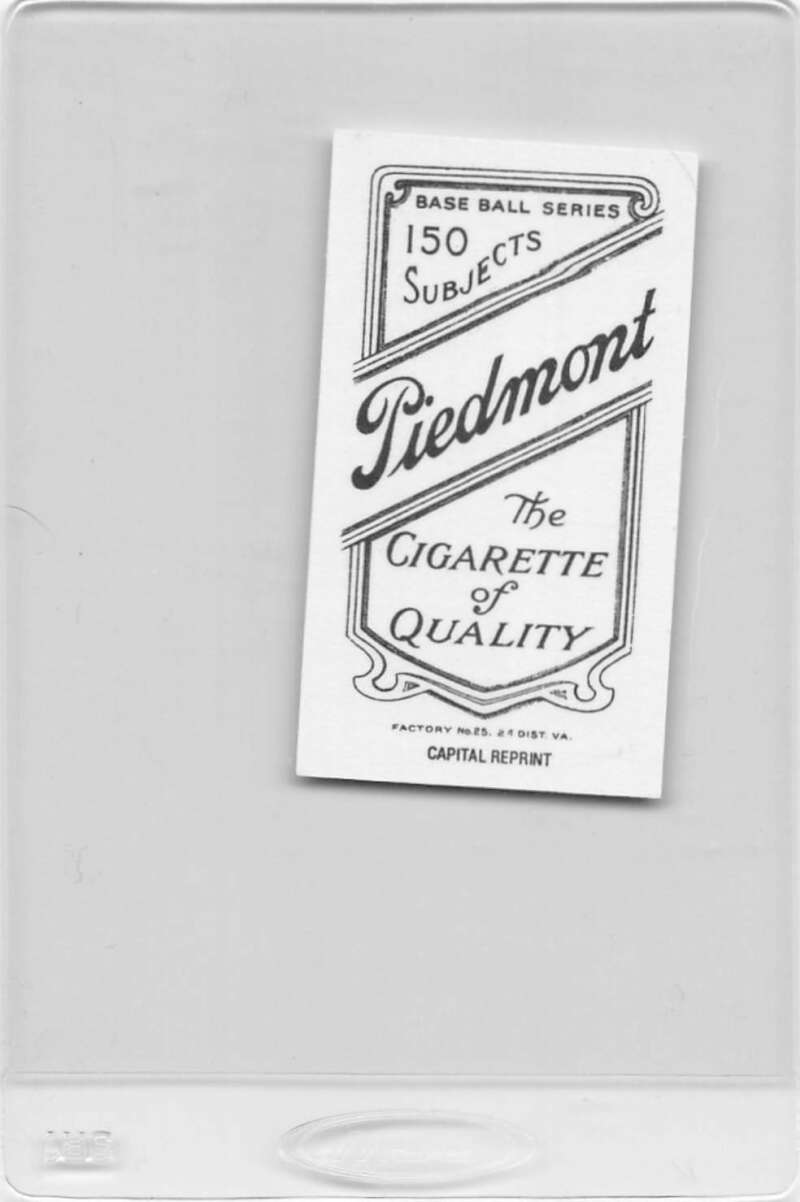 BASE BALL SERIES
150
SUBJECTS
Piedmont
The
CIGARETTE
of
QUALITY
FACTORY No.25. 2d DIST. VA.
CAPITAL REPRINT